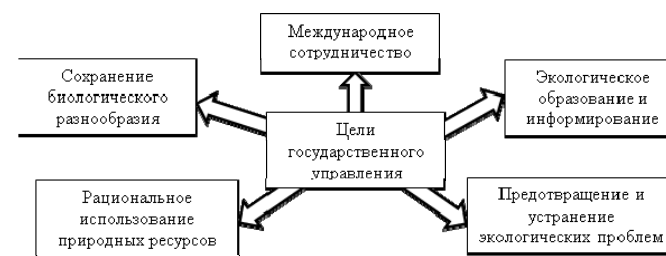 Международное
сотрудничество
Сохранение
биологического
разнообразия
Экологическое
образование и
информирование
Цели
государственного
управления
Рациональное
использование
природных ресурсов
Предотвращение и
устранение
экологических проблем